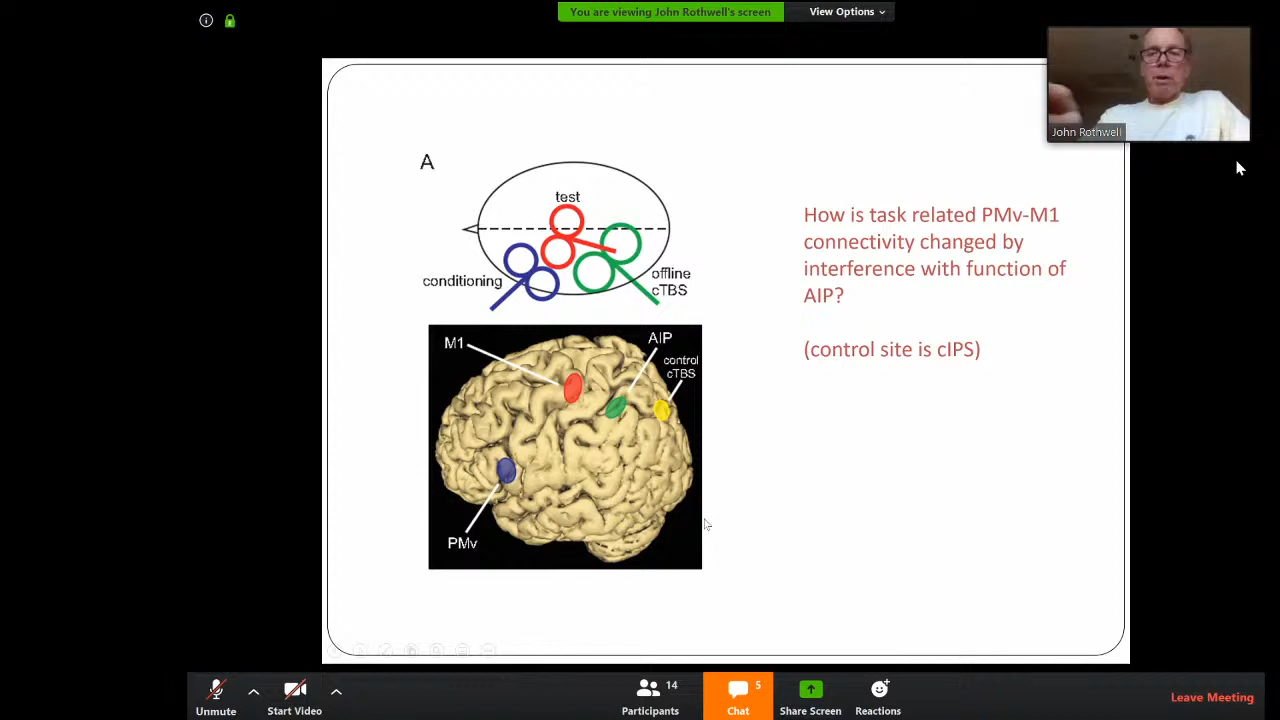 You are viewing John Rothwell's screen
View Options
John Rothwell
A
test
conditioning
offline
cTBS
How is task related PMv-M1
connectivity changed by
interference with function of
AIP?
(control site is cIPS)
M1
AIP
control
cTBS
PMv
Unmute
Start Video
14
Participants
5
Chat
Share Screen
Reactions
Leave Meeting